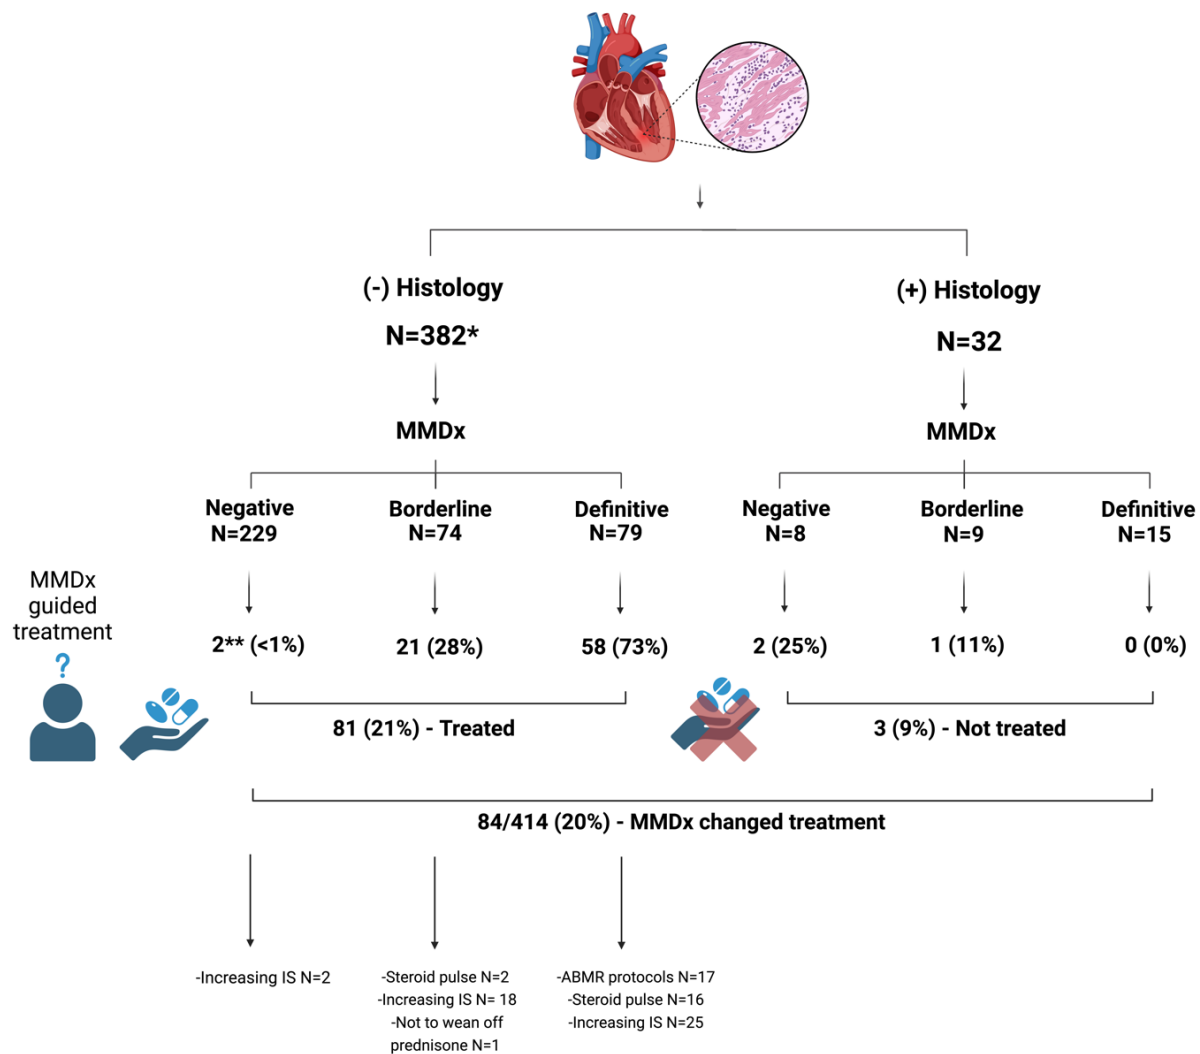 (-) Histology
(+) Histology
N=382*
N=32
MMDx
MMDx
Negative
N=229
Borderline
N=74
Definitive
N=79
Negative
N=8
Borderline
N=9
Definitive
N=15
MMDx
guided
treatment
?
2** (<1%)
21 (28%)
58 (73%)
2 (25%)
1 (11%)
0 (0%)
81 (21%) - Treated
3 (9%) - Not treated
84/414 (20%) - MMDx changed treatment
-Increasing IS N=2
-Steroid pulse N=2
-Increasing IS N= 18
-Not to wean off
prednisone N=1
-ABMR protocols N=17
-Steroid pulse N=16
-Increasing IS N=25